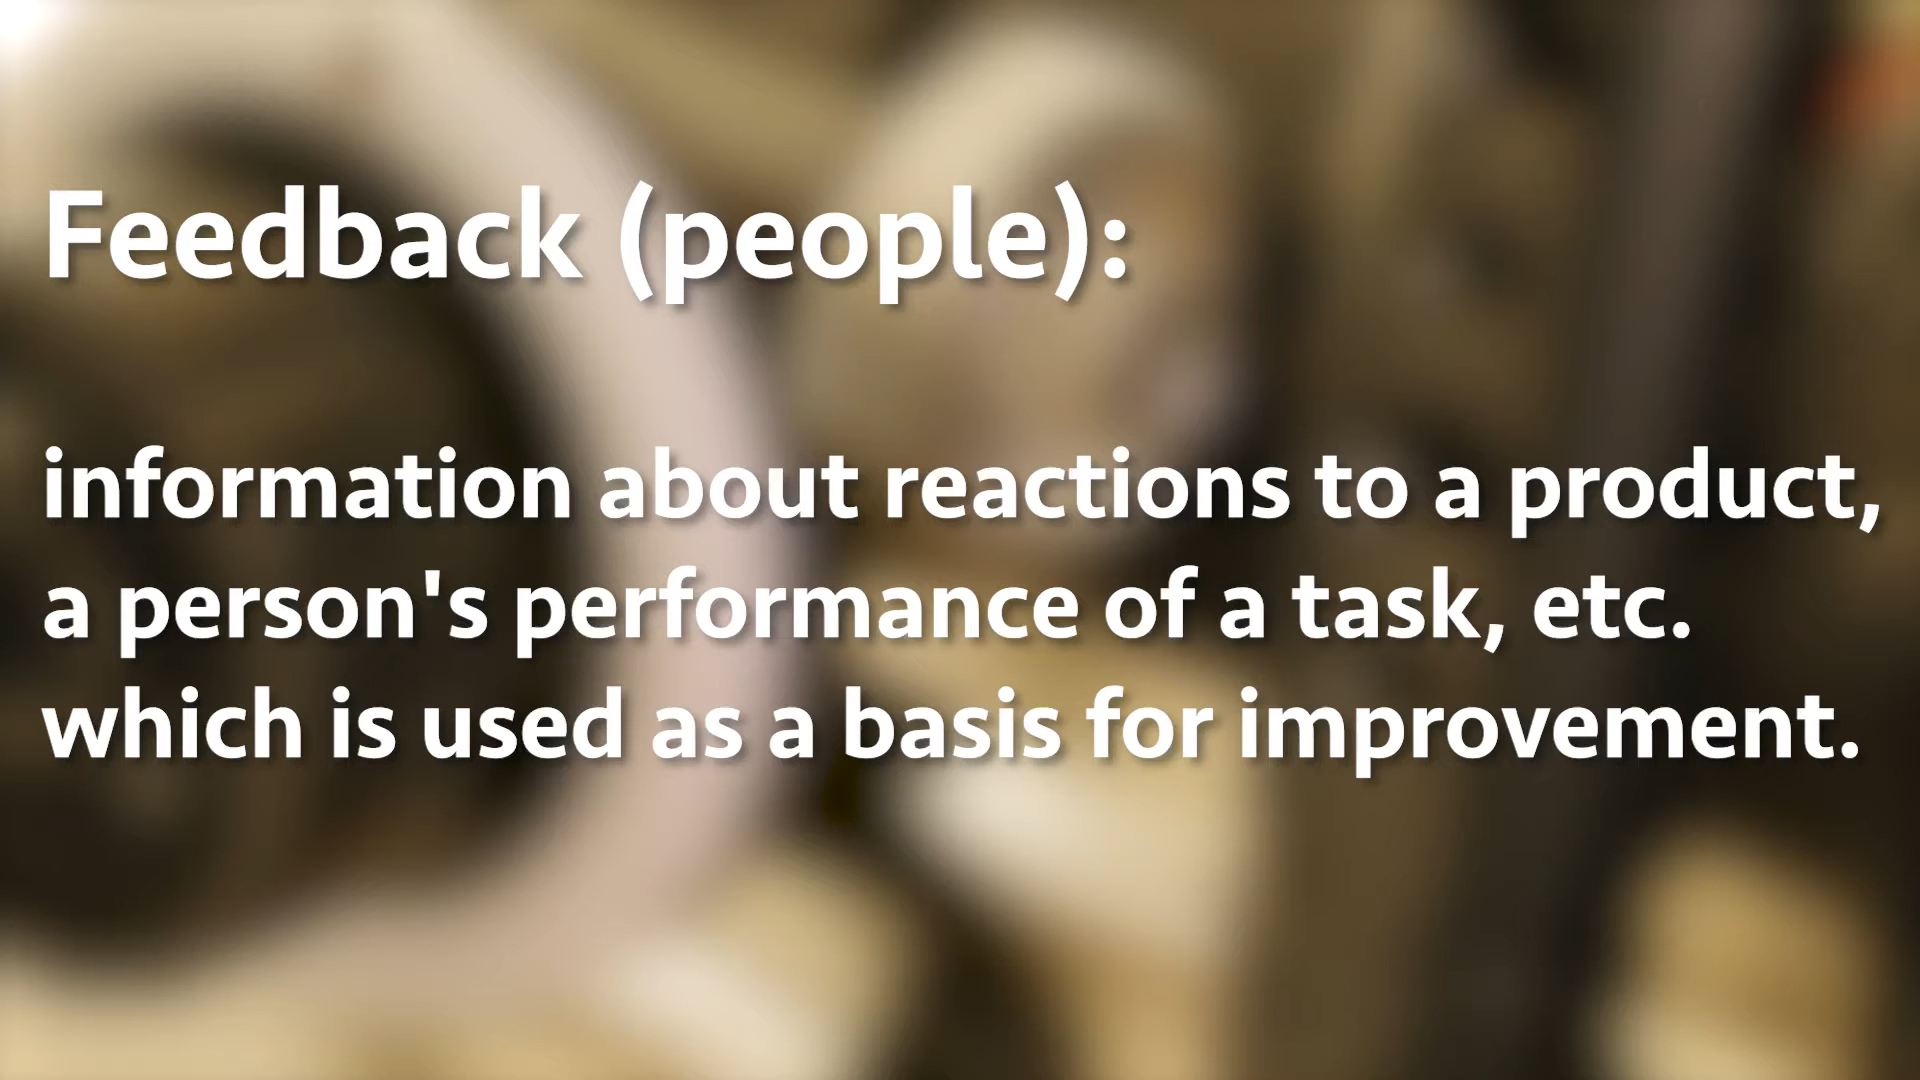 Feedback (people):
information about reactions to a product,
a person's performance of a task, etc.
which is used as a basis for improvement.